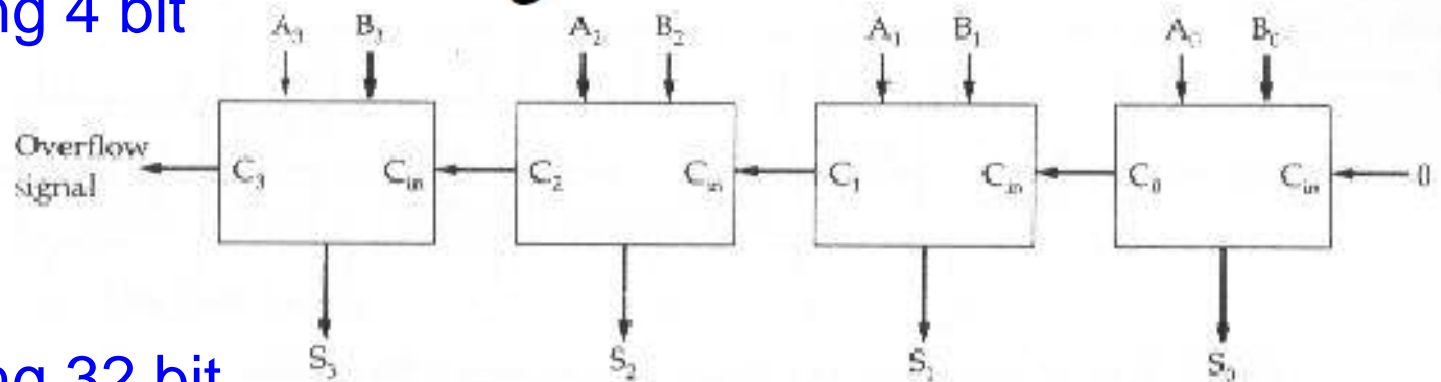 ng 4 bit
A₃ B₃ A₂ B₂ A₁ B₁ A₀ B₀
Overflow
signal
C₃ Cᵢₙ C₂ Cᵢₙ C₁ Cᵢₙ C₀ Cᵢₙ 0
S₃ S₂ S₁ S₀
ng 32 bit